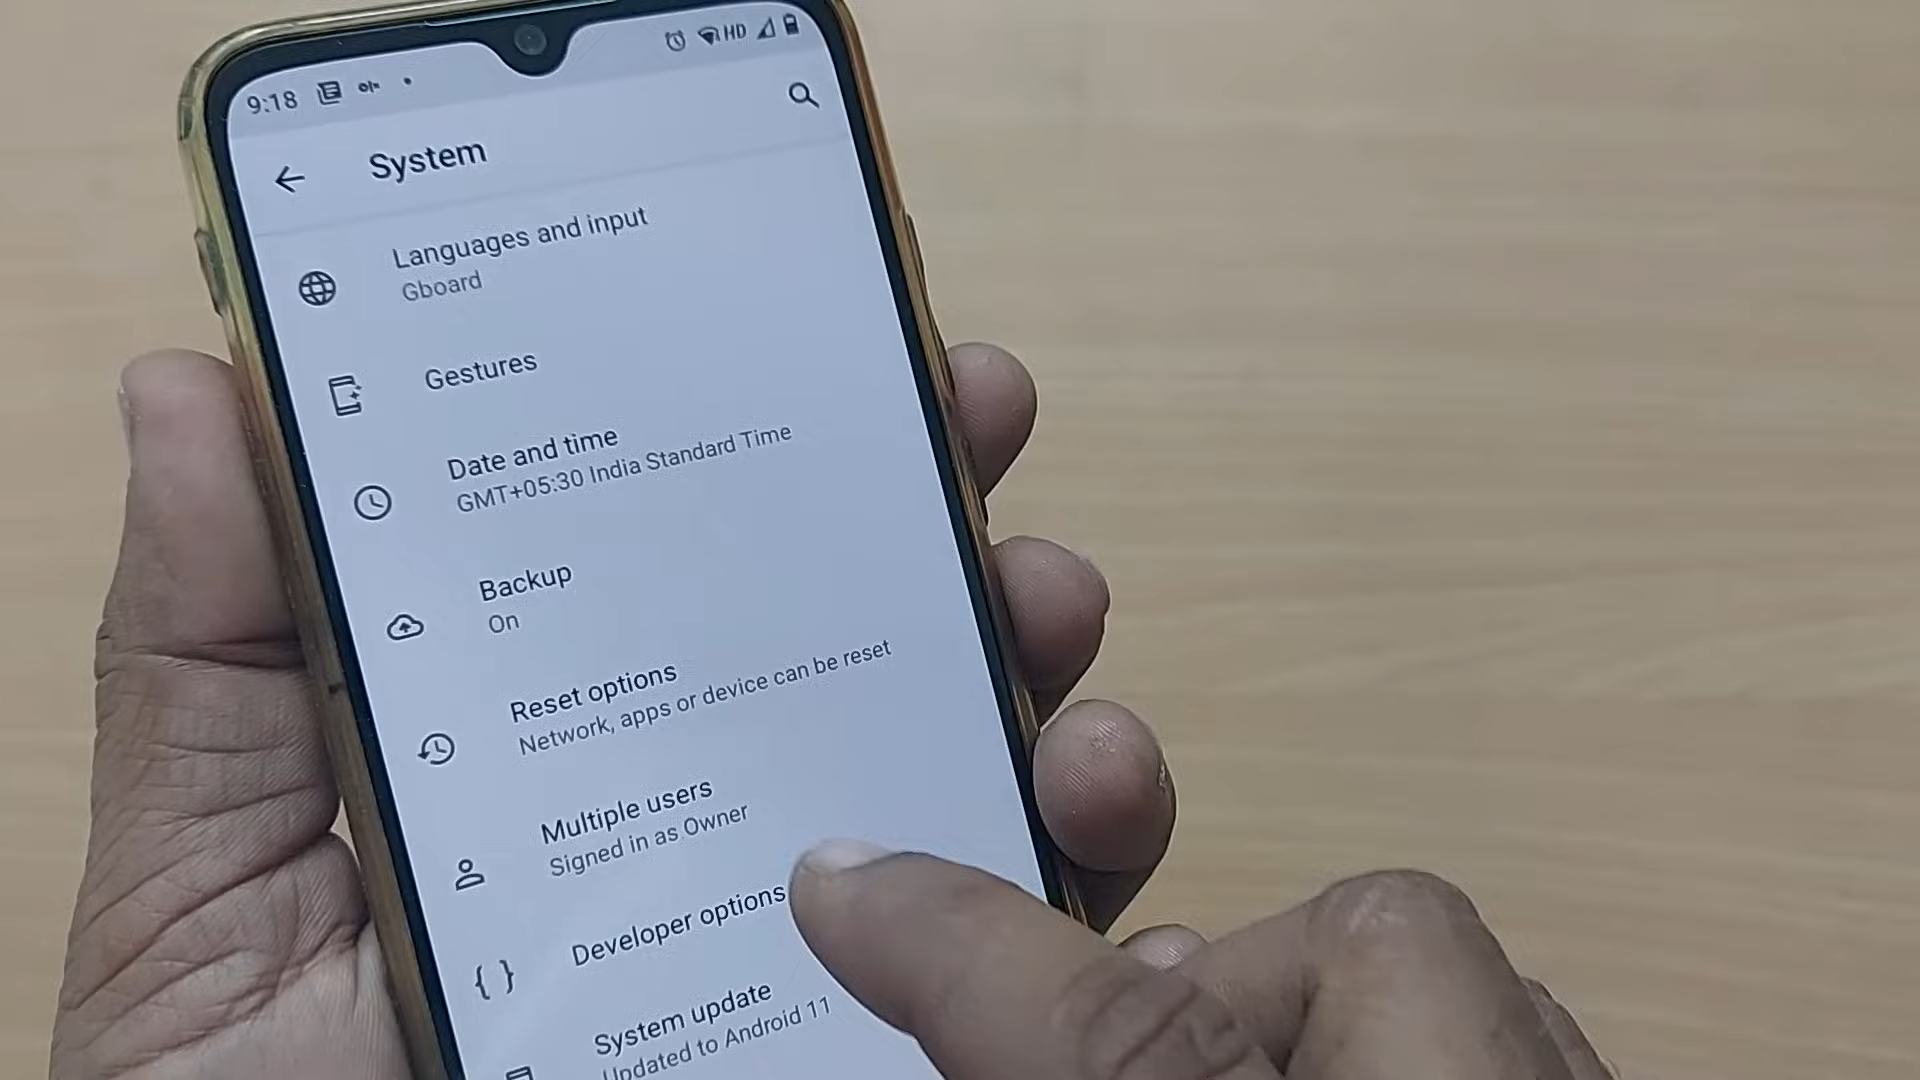 9:18 HD
System
Languages and input
Gboard
Gestures
Date and time
GMT+05:30 India Standard Time
Backup
On
Reset options
Network, apps or device can be reset
Multiple users
Signed in as Owner
Developer options
{ }
System update
Updated to Android 11